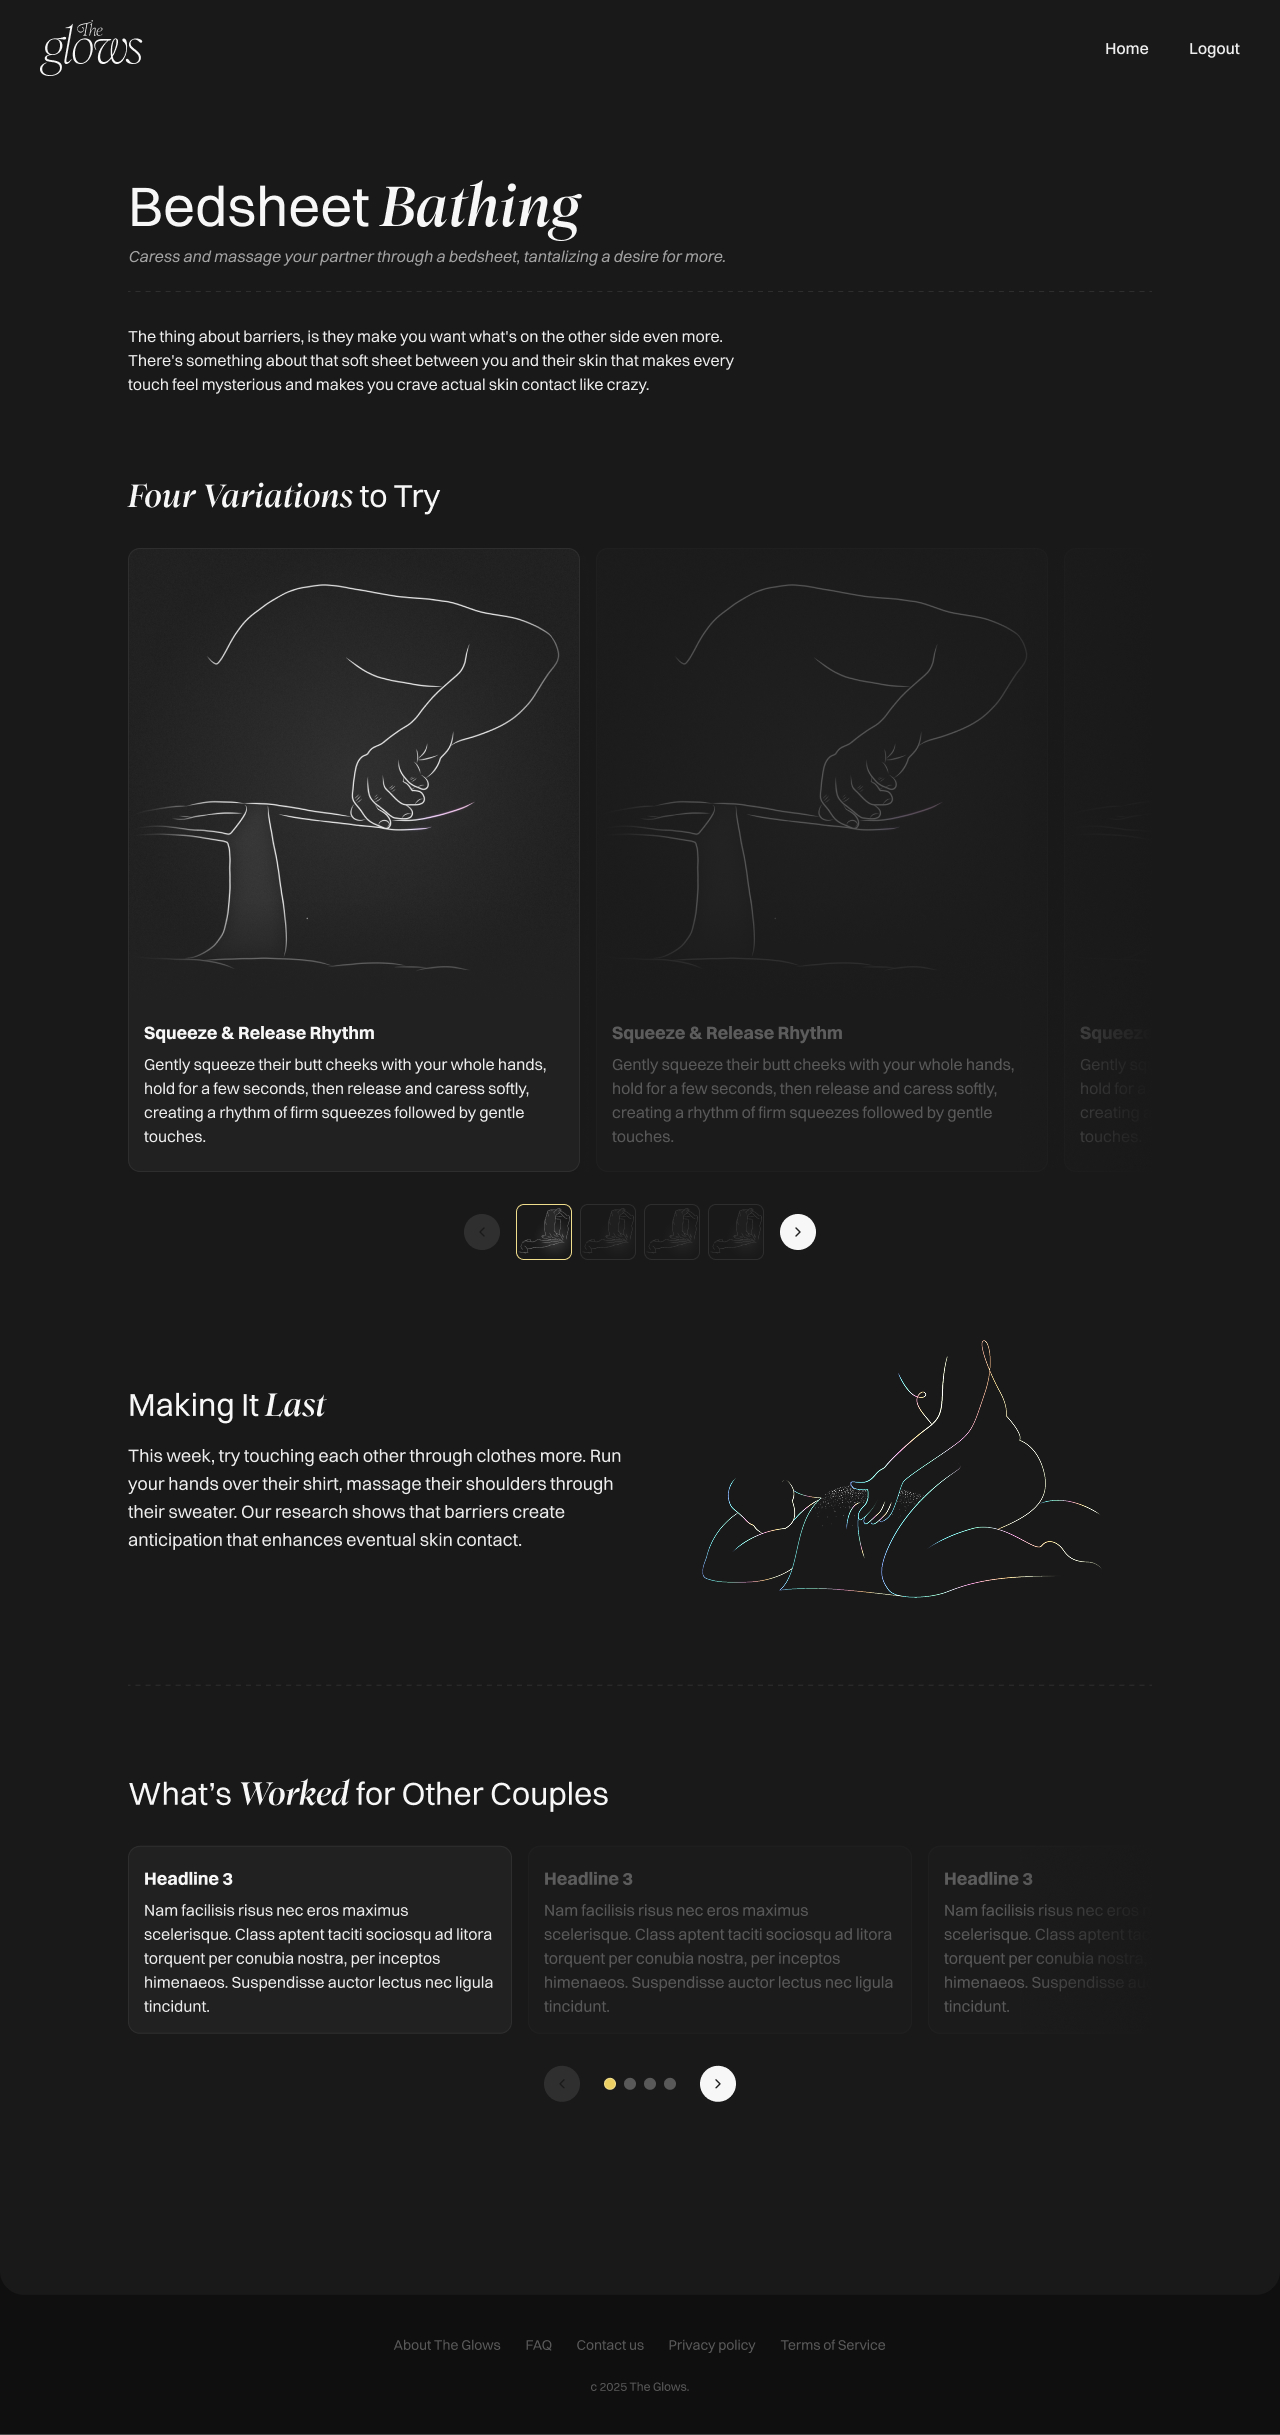 The
glows
Home
Logout
Bedsheet Bathing
Caress and massage your partner through a bedsheet, tantalizing a desire for more.
The thing about barriers, is they make you want what's on the other side even more.
There's something about that soft sheet between you and their skin that makes every
touch feel mysterious and makes you crave actual skin contact like crazy.
Four Variations to Try
Squeeze & Release Rhythm
Gently squeeze their butt cheeks with your whole hands,
hold for a few seconds, then release and caress softly,
creating a rhythm of firm squeezes followed by gentle
touches.
Squeeze & Release Rhythm
Gently squeeze their butt cheeks with your whole hands,
hold for a few seconds, then release and caress softly,
creating a rhythm of firm squeezes followed by gentle
touches.
Squeeze
Gently
hold for
creating
touches.
Making It Last
This week, try touching each other through clothes more. Run
your hands over their shirt, massage their shoulders through
their sweater. Our research shows that barriers create
anticipation that enhances eventual skin contact.
What's Worked for Other Couples
Headline 3
Nam facilisis risus nec eros maximus
scelerisque. Class aptent taciti sociosqu ad litora
torquent per conubia nostra, per inceptos
himenaeos. Suspendisse auctor lectus nec ligula
tincidunt.
Headline 3
Nam facilisis risus nec eros maximus
scelerisque. Class aptent taciti sociosqu ad litora
torquent per conubia nostra, per inceptos
himenaeos. Suspendisse auctor lectus nec ligula
tincidunt.
Headline 3
Nam facilisis risus nec eros
scelerisque. Class aptent
torquent per conubia nostra,
himenaeos. Suspendisse
tincidunt.
About The Glows
FAQ
Contact us
Privacy policy
Terms of Service
c 2025 The Glows.